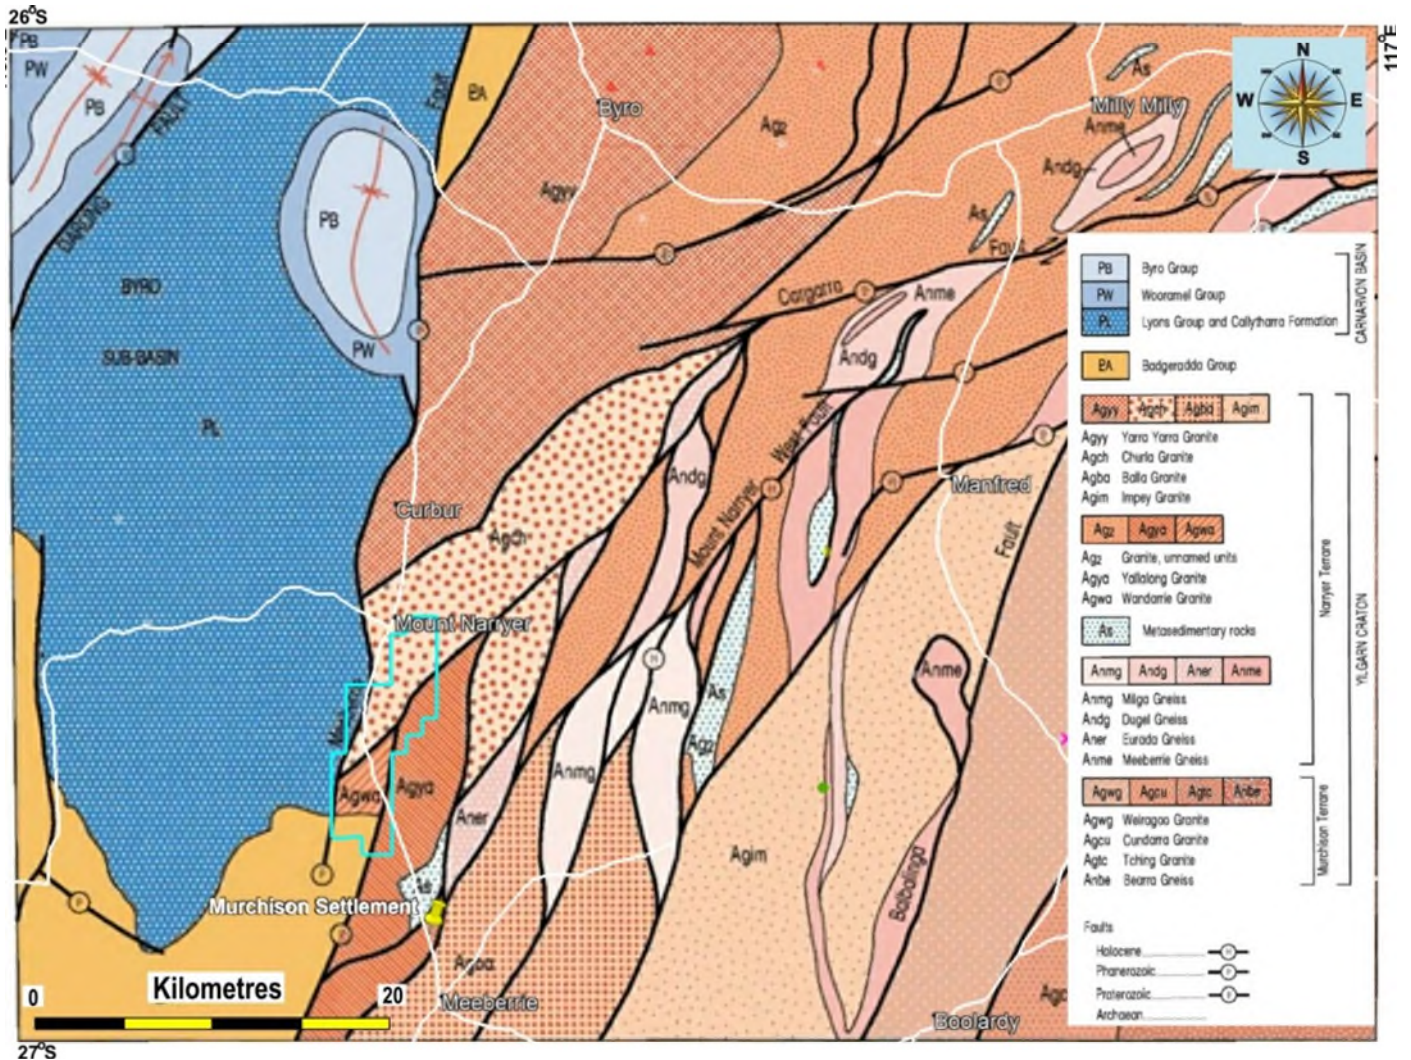 26°S
117°E
PB
PW
PB
FAULT
DARLING
Fault
BA
Byro
Agz
As
Milly Milly
Anme
Andg
N
W E
S
Agyy
As
Fault
PB
PW
BYRO
SUB-BASIN
PL
Cargarra
Anme
Andg
West Fault
Mount Narryer
Andg
Curbur
Agch
Manfred
Fault
Mount Narryer
Anmg
As
Agz
Anme
Anmg
Agwa
Agya
Aner
Agim
As
Balbalinga
Murchison Settlement
Agba
Meeberrie
Boolardy
Kilometres
0 20
27°S
PB Byro Group
PW Wooramel Group
PL Lyons Group and Callytharra Formation
CARNARVON BASIN
BA Badgeradda Group
Agyy Agch Agba Agim
Agyy Yarra Yarra Granite
Agch Churla Granite
Agba Balla Granite
Agim Impey Granite
Agz Agya Agwa
Agz Granite, unnamed units
Agya Yallalong Granite
Agwa Wandarrie Granite
As Metasedimentary rocks
Anmg Andg Aner Anme
Anmg Milga Gneiss
Andg Dugel Gneiss
Aner Eurada Gneiss
Anme Meeberrie Gneiss
Narryer Terrane
YILGARN CRATON
Agwg Agcu Agtc Anbe
Agwg Weiragoo Granite
Agcu Cundarra Granite
Agtc Tching Granite
Anbe Bearra Gneiss
Murchison Terrane
Faults
Holocene
Phanerozoic
Proterozoic
Archaean